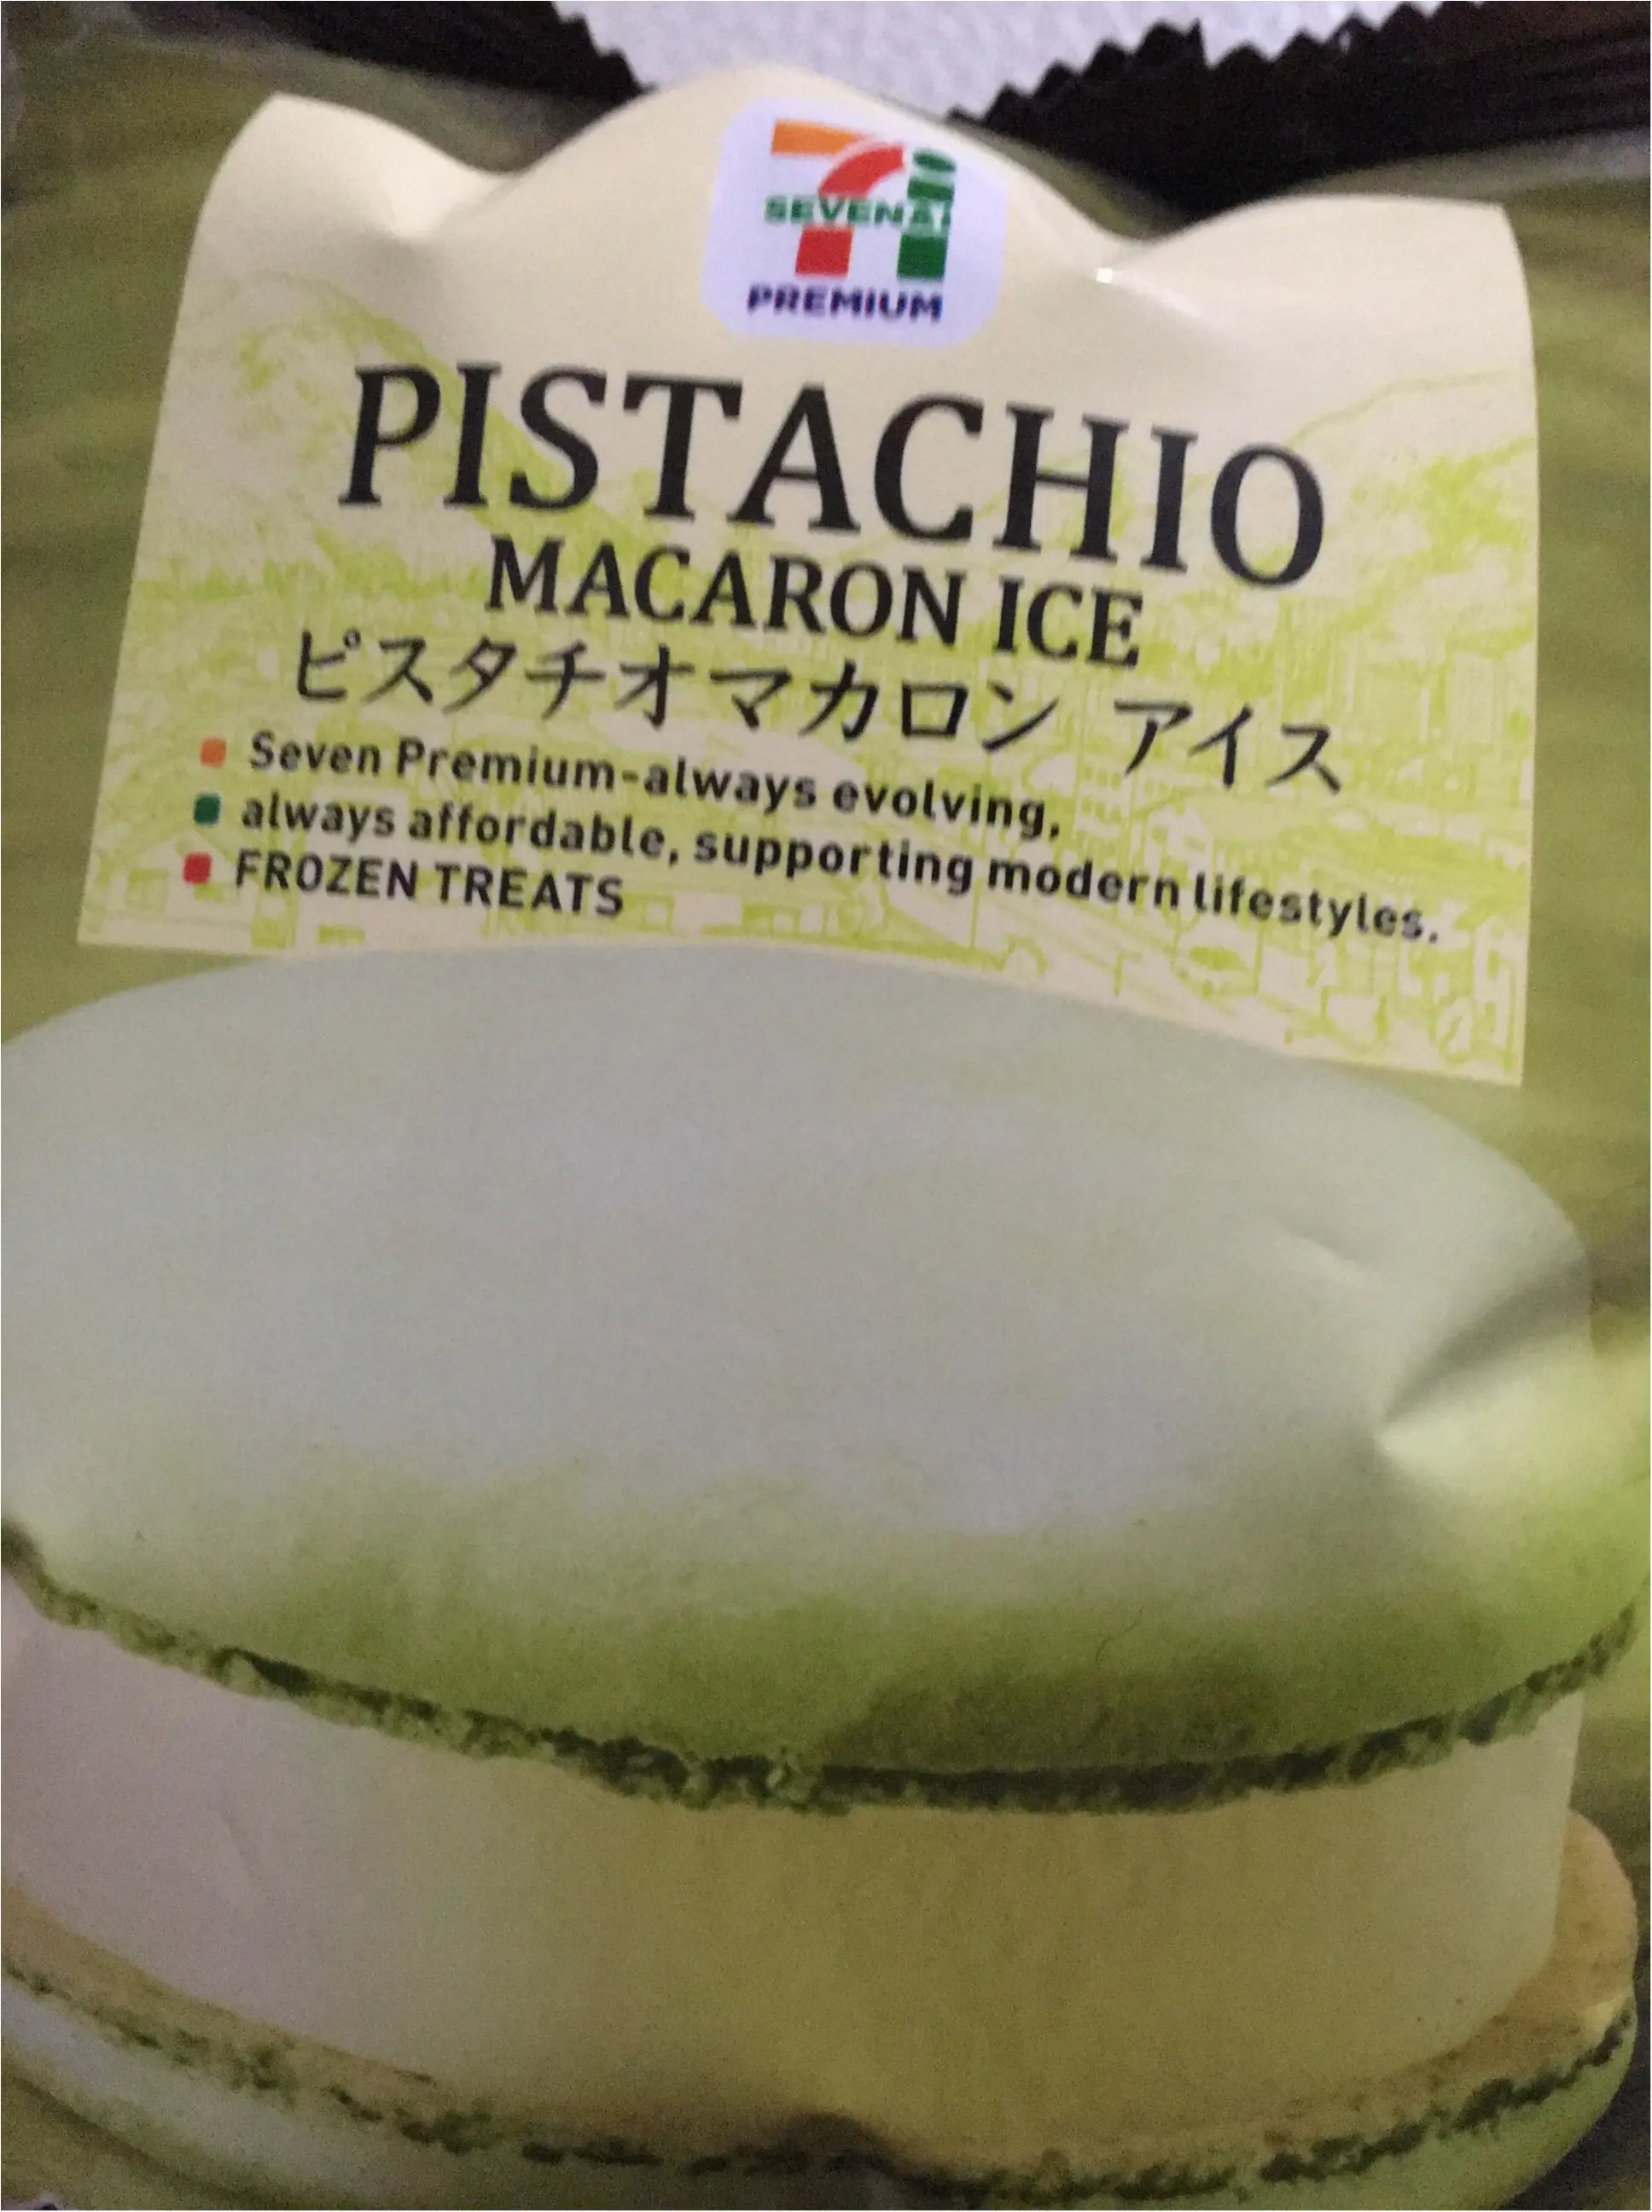 SEVEN&i
PREMIUM
PISTACHIO
MACARON ICE
ピスタチオマカロン アイス
Seven Premium-always evolving,
always affordable, supporting modern lifestyles.
FROZEN TREATS